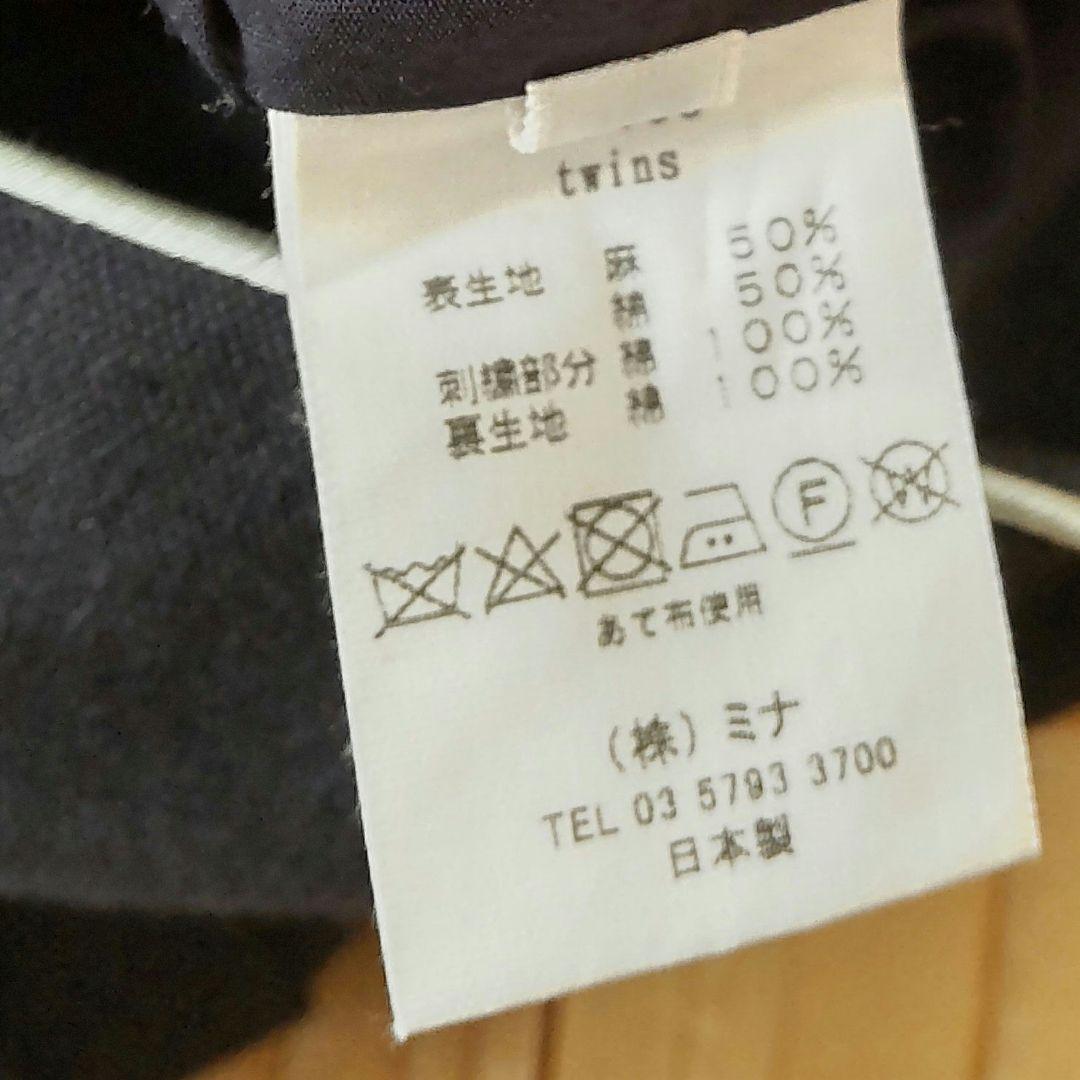 twins
表生地 麻 50%
綿 50%
刺繍部分 綿 100%
裏生地 綿 100%
F
W
あて布使用
(株)ミナ
TEL 03 5793 3700
日本製